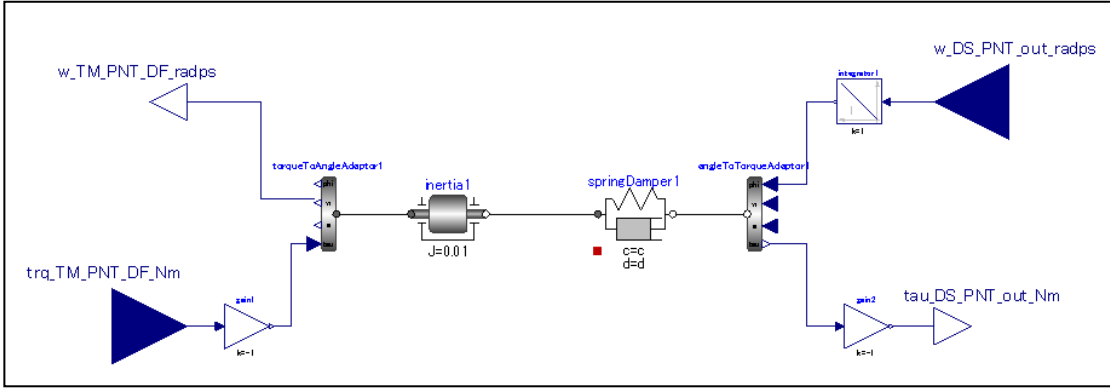 w_DS_PNT_out_radps
w_TM_PNT_DF_radps
integrator1
k=1
torqueToAngleAdaptor1
angleToTorqueAdaptor1
inertia1
springDamper1
phi
phi
w
w
a
a
tau
tau
J=0.01
c=c
d=d
trq_TM_PNT_DF_Nm
gain1
k=-1
gain2
k=-1
tau_DS_PNT_out_Nm